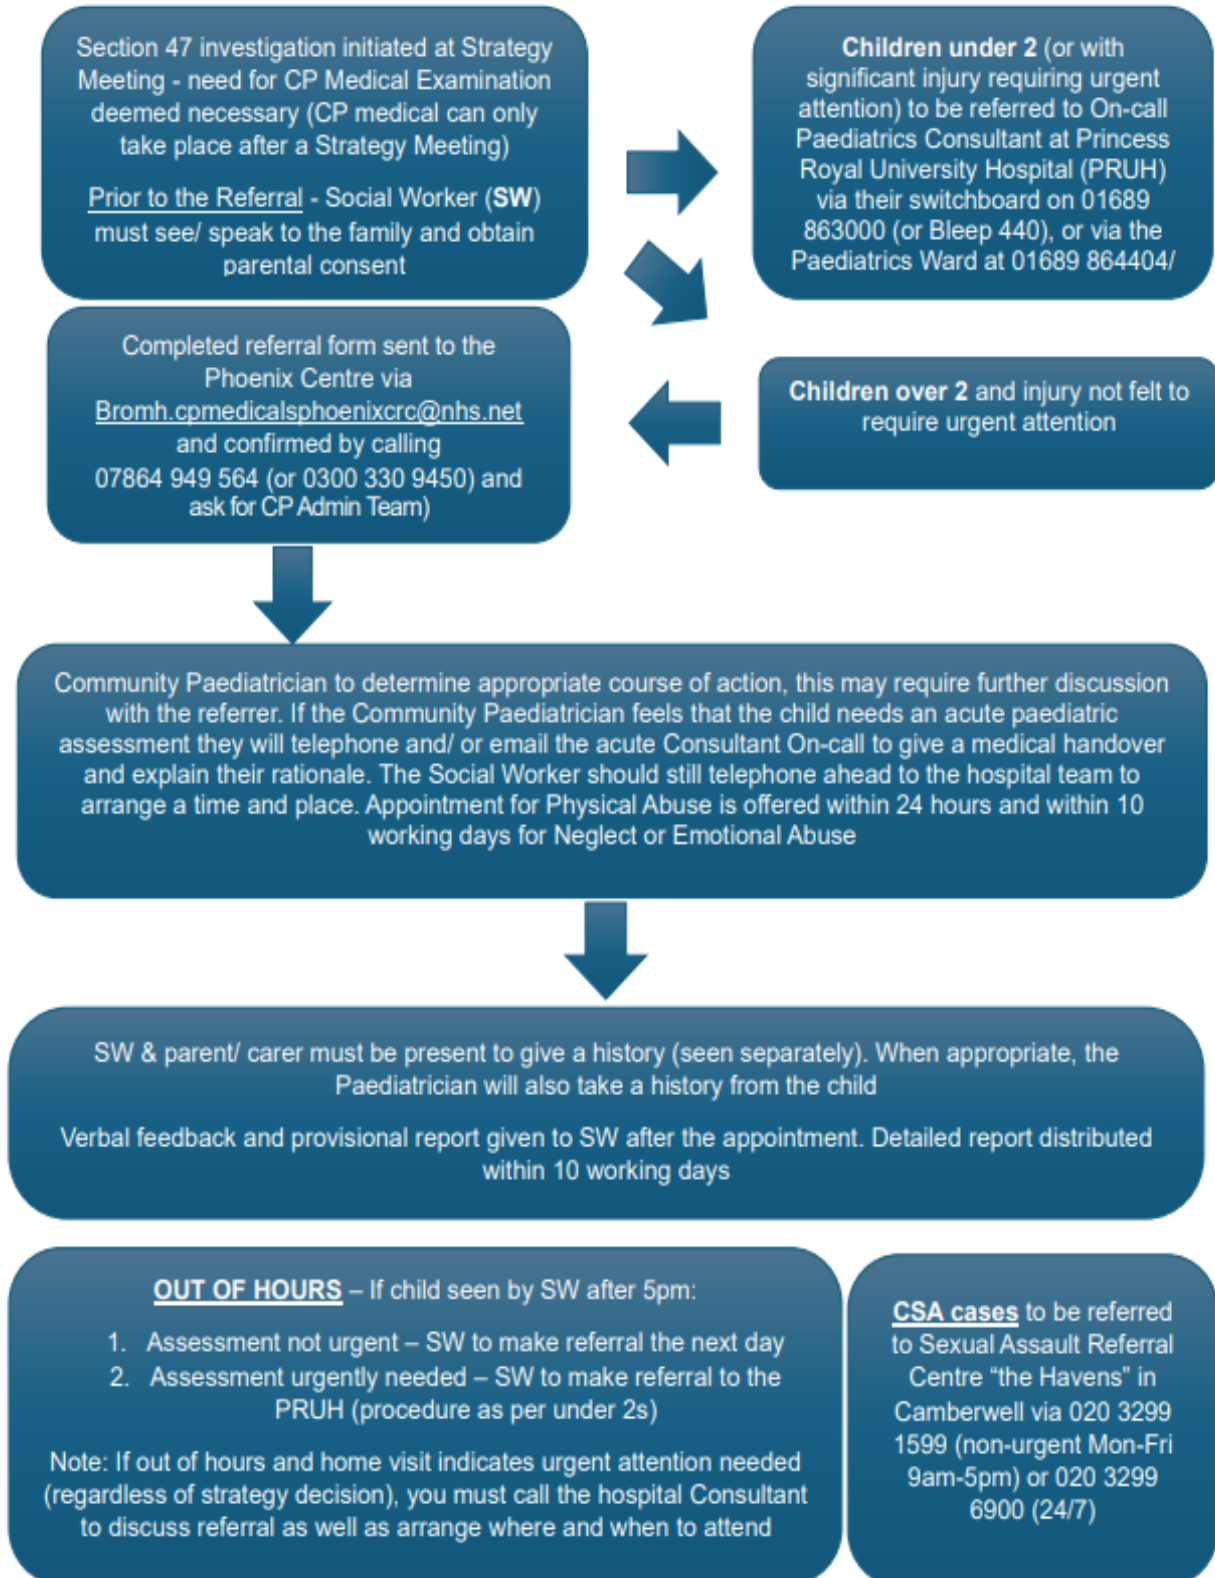 Section 47 investigation initiated at Strategy
Meeting - need for CP Medical Examination
deemed necessary (CP medical can only
take place after a Strategy Meeting)
Prior to the Referral - Social Worker (SW)
must see/ speak to the family and obtain
parental consent
Children under 2 (or with
significant injury requiring urgent
attention) to be referred to On-call
Paediatrics Consultant at Princess
Royal University Hospital (PRUH)
via their switchboard on 01689
863000 (or Bleep 440), or via the
Paediatrics Ward at 01689 864404/
Children over 2 and injury not felt to
require urgent attention
Completed referral form sent to the
Phoenix Centre via
Bromh.cpmedicalsphoenixcrc@nhs.net
and confirmed by calling
07864 949 564 (or 0300 330 9450) and
ask for CP Admin Team)
Community Paediatrician to determine appropriate course of action, this may require further discussion
with the referrer. If the Community Paediatrician feels that the child needs an acute paediatric
assessment they will telephone and/ or email the acute Consultant On-call to give a medical handover
and explain their rationale. The Social Worker should still telephone ahead to the hospital team to
arrange a time and place. Appointment for Physical Abuse is offered within 24 hours and within 10
working days for Neglect or Emotional Abuse
SW & parent/ carer must be present to give a history (seen separately). When appropriate, the
Paediatrician will also take a history from the child
Verbal feedback and provisional report given to SW after the appointment. Detailed report distributed
within 10 working days
OUT OF HOURS – If child seen by SW after 5pm:
1. Assessment not urgent – SW to make referral the next day
2. Assessment urgently needed – SW to make referral to the
PRUH (procedure as per under 2s)
Note: If out of hours and home visit indicates urgent attention needed
(regardless of strategy decision), you must call the hospital Consultant
to discuss referral as well as arrange where and when to attend
CSA cases to be referred
to Sexual Assault Referral
Centre “the Havens” in
Camberwell via 020 3299
1599 (non-urgent Mon-Fri
9am-5pm) or 020 3299
6900 (24/7)